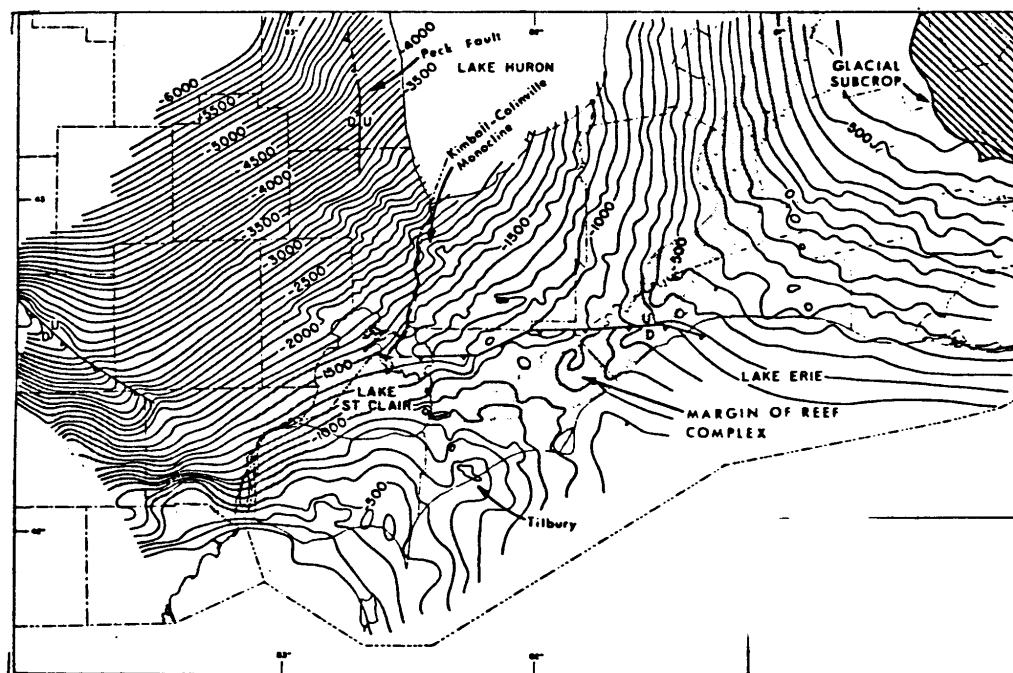 -4000
Peck Fault
-3500
LAKE HURON
GLACIAL
SUBCROP
-6000
-5500
-5000
-4500
-4000
-3500
-3000
-2500
-2000
-1500
-1000
D U
Kimball-Colinville
Monocline
-1500
-1000
-500
500
U
D
D U
LAKE
ST CLAIR
LAKE ERIE
MARGIN OF REEF
COMPLEX
-500
Tilbury